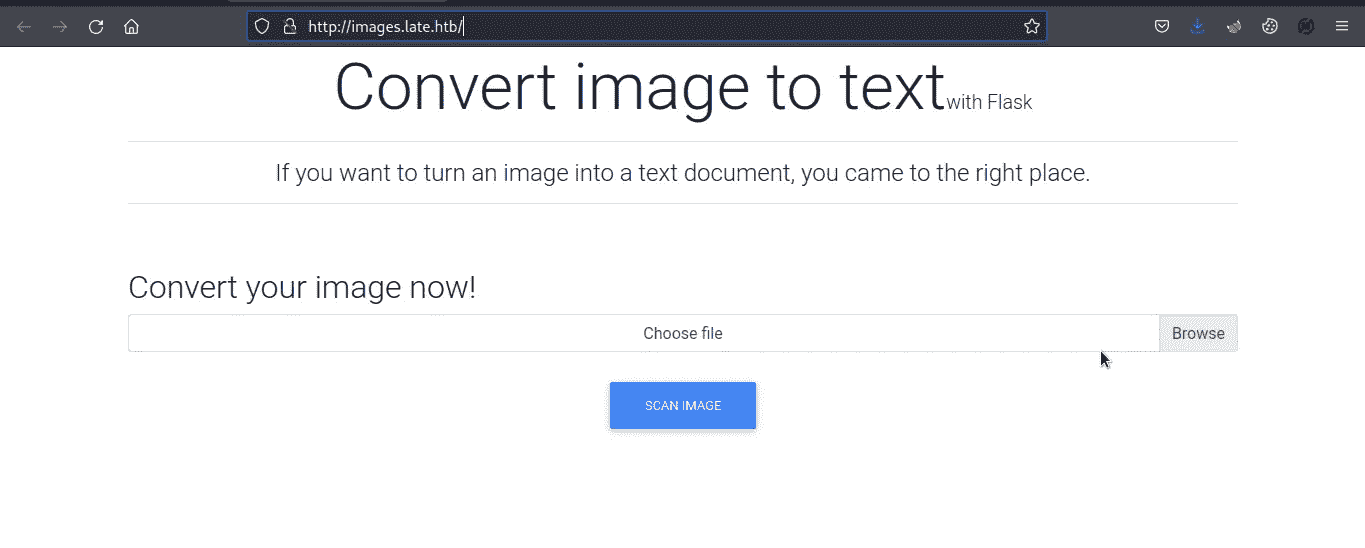 http://images.late.htb/
Convert image to text with Flask
If you want to turn an image into a text document, you came to the right place.
Convert your image now!
Choose file Browse
SCAN IMAGE